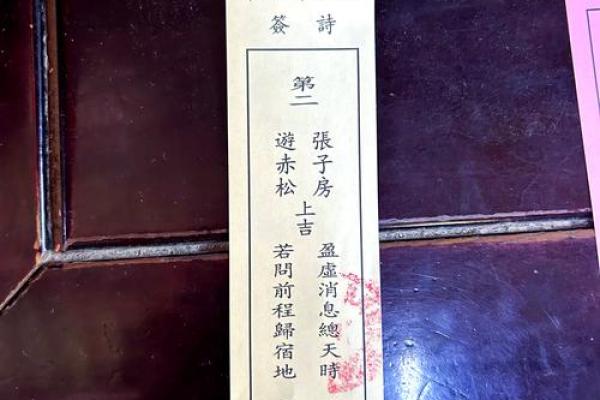 簽詩
第二
張子房
遊赤松
上吉
盈虛消息總天時
若問前程歸宿地